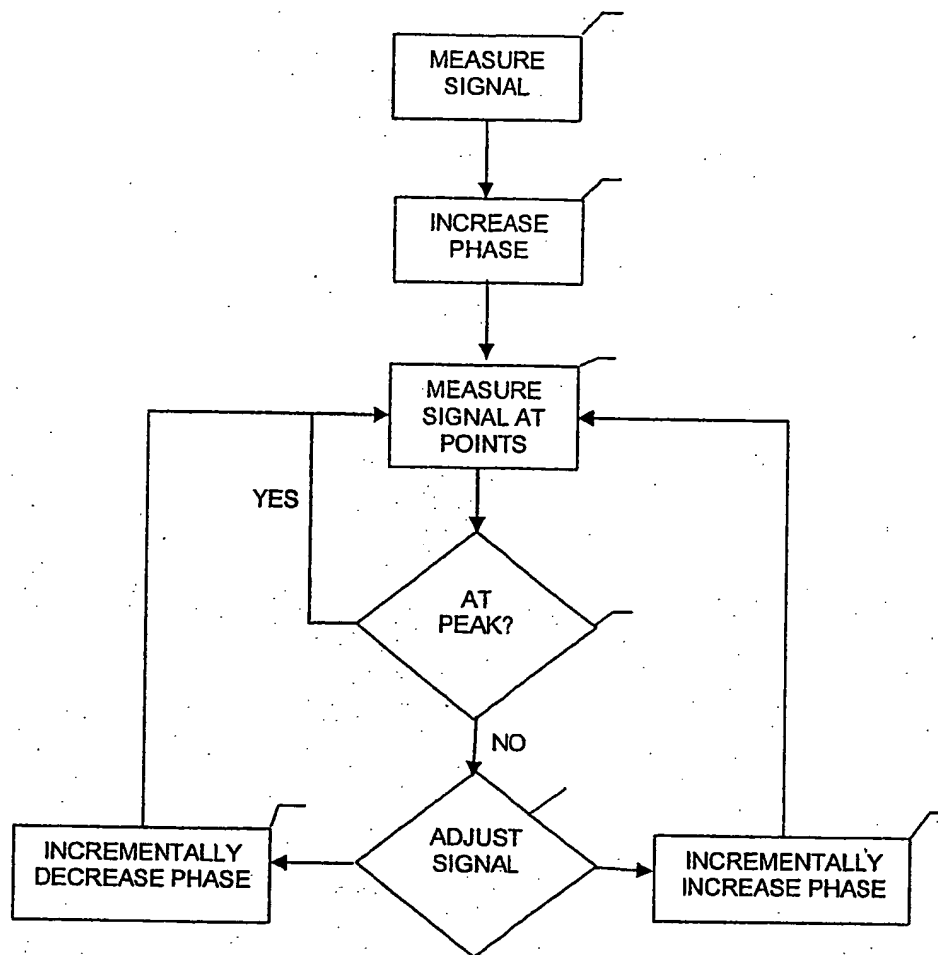 MEASURE
SIGNAL
INCREASE
PHASE
MEASURE
SIGNAL AT
POINTS
YES
AT
PEAK?
NO
ADJUST
SIGNAL
INCREMENTALLY
DECREASE PHASE
INCREMENTALLY
INCREASE PHASE